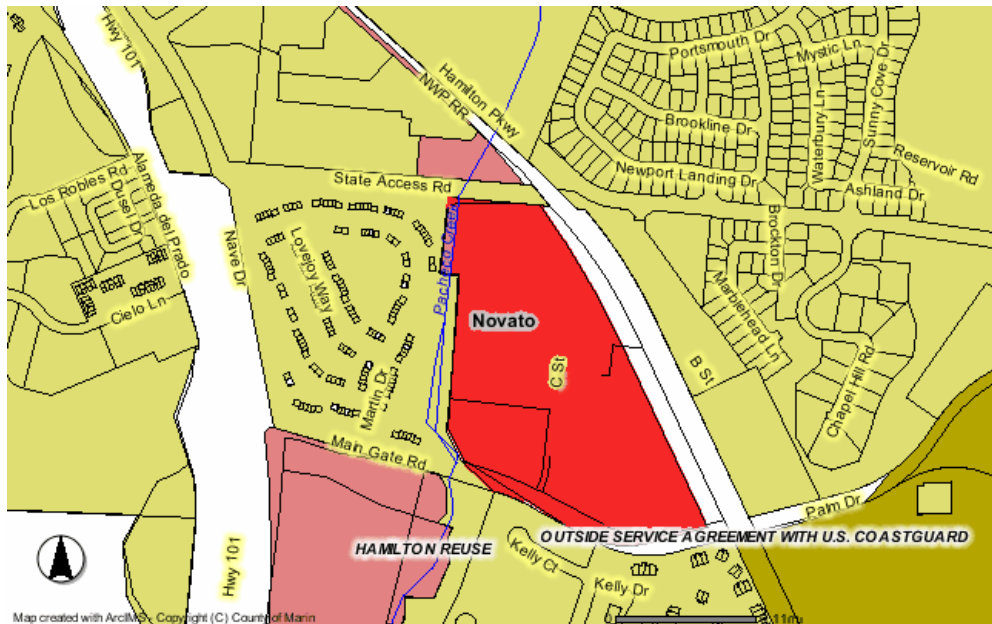 Hwy 101
Portsmouth Dr
Mystic Ln
Sunny Cove Dr
Hamilton Pkwy
NWP RR
Brookline Dr
Waterbury Ln
Reservoir Rd
Newport Landing Dr
Ashland Dr
State Access Rd
Los Robles Rd
Alameda del Prado
Brockton Dr
Nave Dr
Lovejoy Way
Pacheco Creek
Cielo Ln
Novato
Marblehead Ln
C St
B St
Martin Dr
Chapel Hill Rd
Main Gate Rd
Palm Dr
OUTSIDE SERVICE AGREEMENT WITH U.S. COASTGUARD
HAMILTON REUSE
Kelly Ct
Hwy 101
Kelly Dr
Map created with ArcIMS - Copyright (C) County of Marin